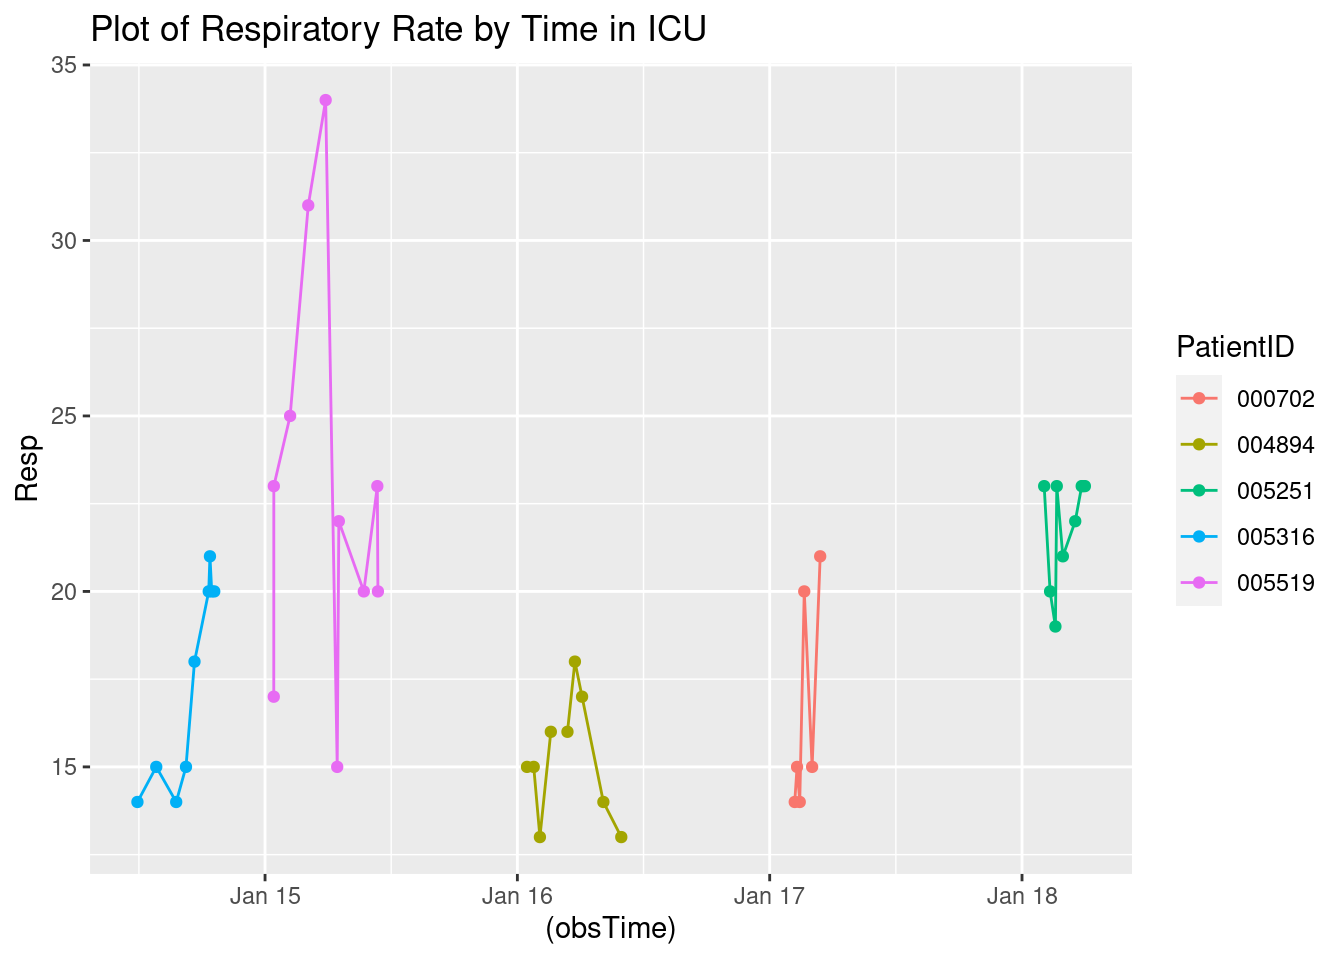 Plot of Respiratory Rate by Time in ICU
35
30
25
20
15
Resp
Jan 15
Jan 16
Jan 17
Jan 18
(obsTime)
PatientID
000702
004894
005251
005316
005519